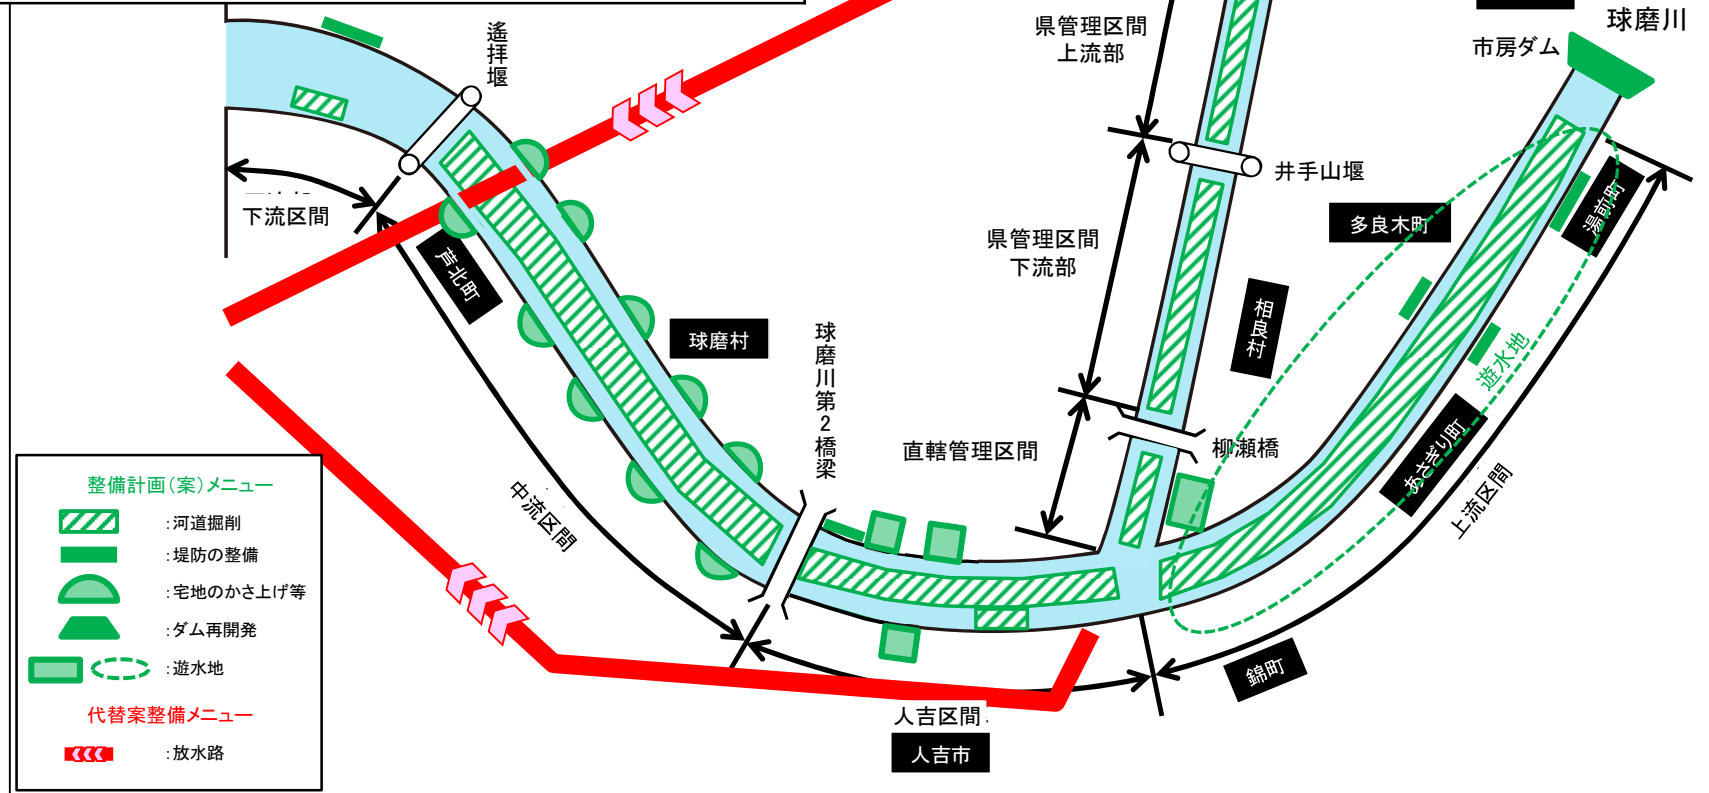 球磨川
市房ダム
県管理区間
上流部
遙拝堰
井手山堰
湯前町
多良木町
下流区間
県管理区間
下流部
芦北町
相良村
球磨村
球磨川第2橋梁
遊水地
直轄管理区間
柳瀬橋
あさぎり町
上流区間
中流区間
錦町
人吉区間
人吉市
整備計画(案)メニュー
:河道掘削
:堤防の整備
:宅地のかさ上げ等
:ダム再開発
:遊水地
代替案整備メニュー
:放水路